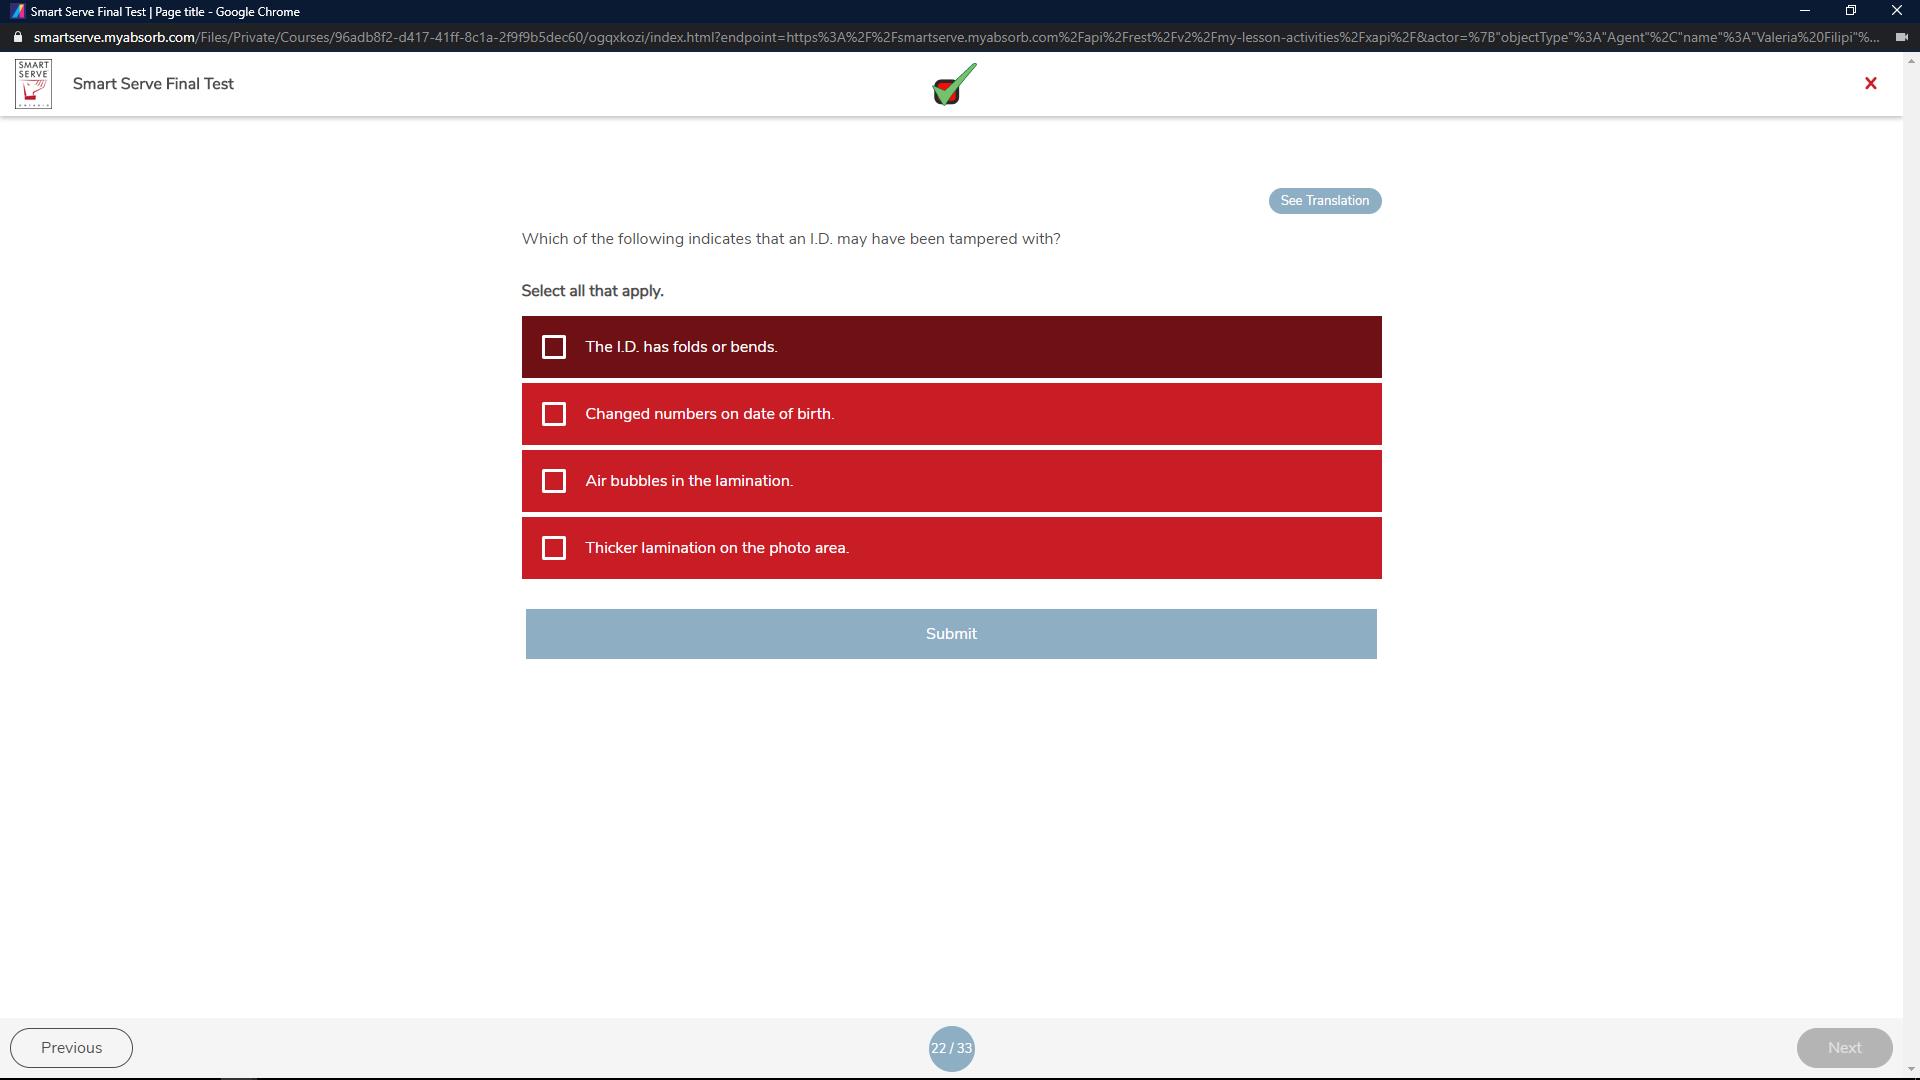 Smart Serve Final Test | Page title - Google Chrome
smartserve.myabsorb.com/Files/Private/Courses/96adb8f2-d417-41ff-8c1a-2f9f9b5dec60/ogqxkozi/index.html?endpoint=https%3A%2F%2Fsmartserve.myabsorb.com%2Fapi%2Frest%2Fv2%2Fmy-lesson-activities%2Fxapi%2F&actor=%7B"objectType"%3A"Agent"%2C"name"%3A"Valeria%20Filipi"%...
SMART
SERVE
ONTARIO
Smart Serve Final Test
See Translation
Which of the following indicates that an I.D. may have been tampered with?
Select all that apply.
The I.D. has folds or bends.
Changed numbers on date of birth.
Air bubbles in the lamination.
Thicker lamination on the photo area.
Submit
Previous
22 / 33
Next